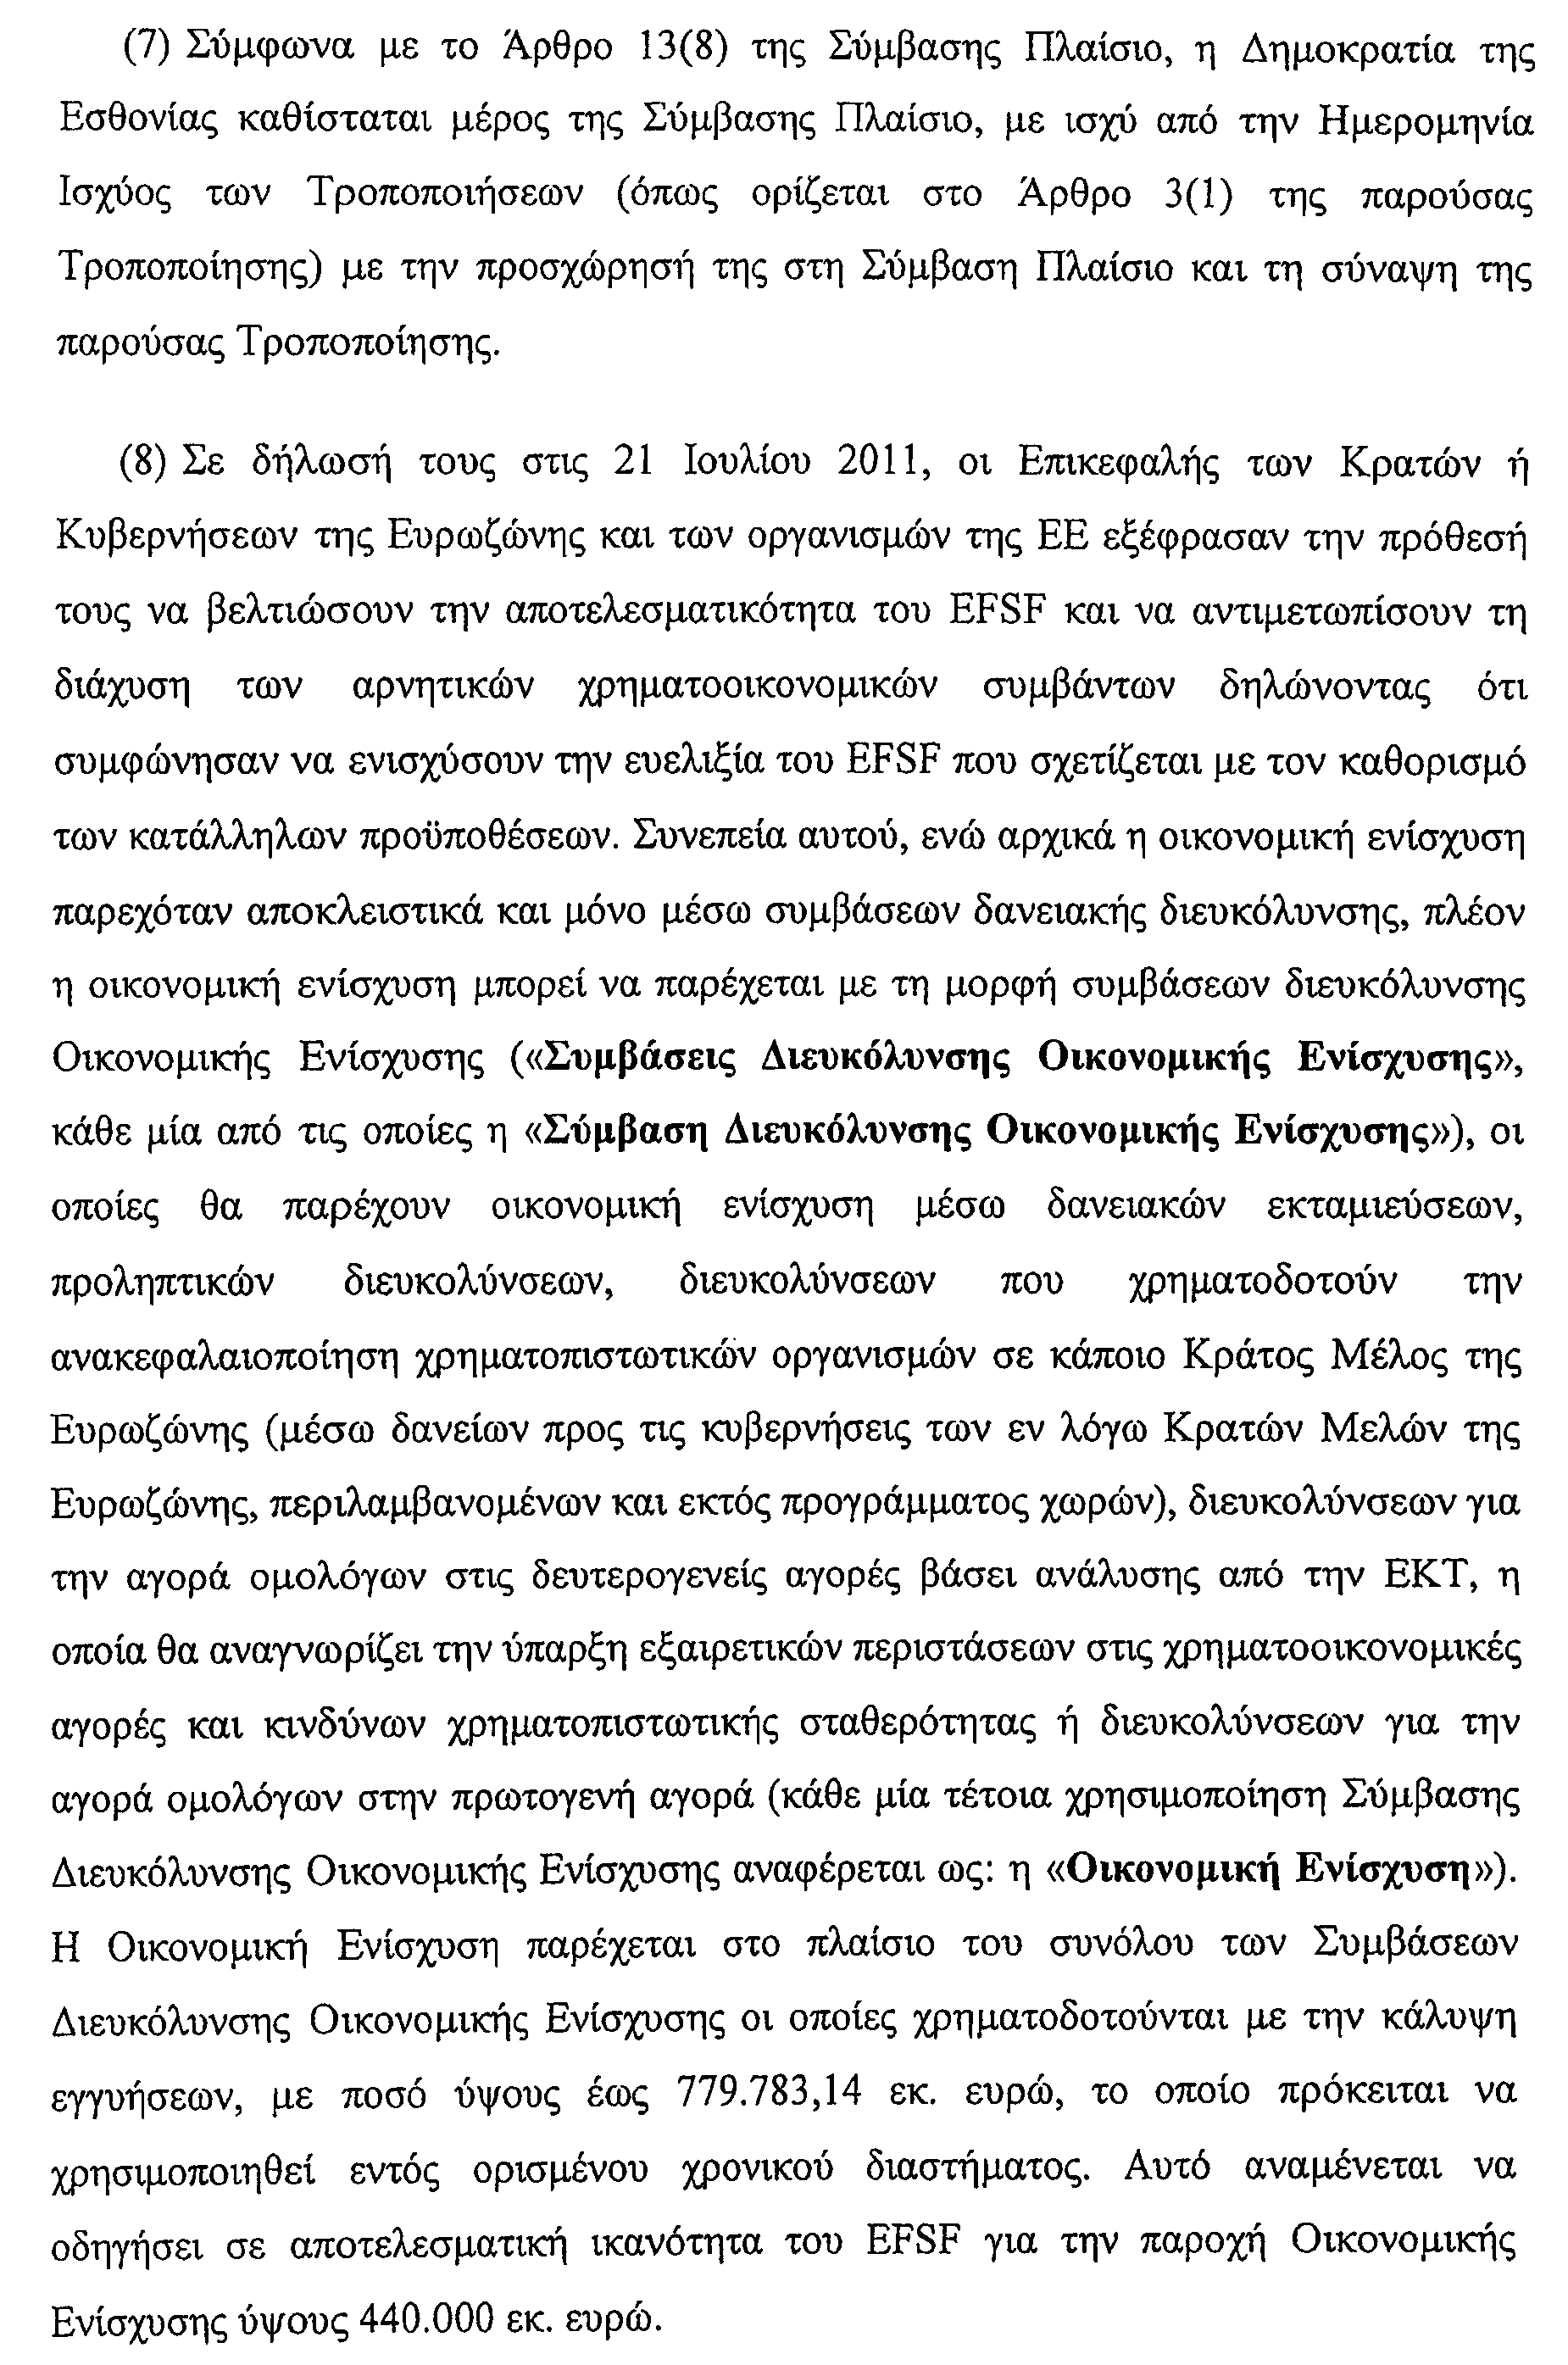 (7) Σύμφωνα με το Άρθρο 13(8) της Σύμβασης Πλαίσιο, η Δημοκρατία της
Εσθονίας καθίσταται μέρος της Σύμβασης Πλαίσιο, με ισχύ από την Ημερομηνία
Ισχύος των Τροποποιήσεων (όπως ορίζεται στο Άρθρο 3(1) της παρούσας
Τροποποίησης) με την προσχώρησή της στη Σύμβαση Πλαίσιο και τη σύναψη της
παρούσας Τροποποίησης.
(8) Σε δήλωσή τους στις 21 Ιουλίου 2011, οι Επικεφαλής των Κρατών ή
Κυβερνήσεων της Ευρωζώνης και των οργανισμών της ΕΕ εξέφρασαν την πρόθεσή
τους να βελτιώσουν την αποτελεσματικότητα του EFSF και να αντιμετωπίσουν τη
διάχυση των αρνητικών χρηματοοικονομικών συμβάντων δηλώνοντας ότι
συμφώνησαν να ενισχύσουν την ευελιξία του EFSF που σχετίζεται με τον καθορισμό
των κατάλληλων προϋποθέσεων. Συνεπεία αυτού, ενώ αρχικά η οικονομική ενίσχυση
παρεχόταν αποκλειστικά και μόνο μέσω συμβάσεων δανειακής διευκόλυνσης, πλέον
η οικονομική ενίσχυση μπορεί να παρέχεται με τη μορφή συμβάσεων διευκόλυνσης
Οικονομικής Ενίσχυσης («Συμβάσεις Διευκόλυνσης Οικονομικής Ενίσχυσης»,
κάθε μία από τις οποίες η «Σύμβαση Διευκόλυνσης Οικονομικής Ενίσχυσης»), οι
οποίες θα παρέχουν οικονομική ενίσχυση μέσω δανειακών εκταμιεύσεων,
προληπτικών διευκολύνσεων, διευκολύνσεων που χρηματοδοτούν την
ανακεφαλαιοποίηση χρηματοπιστωτικών οργανισμών σε κάποιο Κράτος Μέλος της
Ευρωζώνης (μέσω δανείων προς τις κυβερνήσεις των εν λόγω Κρατών Μελών της
Ευρωζώνης, περιλαμβανομένων και εκτός προγράμματος χωρών), διευκολύνσεων για
την αγορά ομολόγων στις δευτερογενείς αγορές βάσει ανάλυσης από την ΕΚΤ, η
οποία θα αναγνωρίζει την ύπαρξη εξαιρετικών περιστάσεων στις χρηματοοικονομικές
αγορές και κινδύνων χρηματοπιστωτικής σταθερότητας ή διευκολύνσεων για την
αγορά ομολόγων στην πρωτογενή αγορά (κάθε μία τέτοια χρησιμοποίηση Σύμβασης
Διευκόλυνσης Οικονομικής Ενίσχυσης αναφέρεται ως: η «Οικονομική Ενίσχυση»).
Η Οικονομική Ενίσχυση παρέχεται στο πλαίσιο του συνόλου των Συμβάσεων
Διευκόλυνσης Οικονομικής Ενίσχυσης οι οποίες χρηματοδοτούνται με την κάλυψη
εγγυήσεων, με ποσό ύψους έως 779.783,14 εκ. ευρώ, το οποίο πρόκειται να
χρησιμοποιηθεί εντός ορισμένου χρονικού διαστήματος. Αυτό αναμένεται να
οδηγήσει σε αποτελεσματική ικανότητα του EFSF για την παροχή Οικονομικής
Ενίσχυσης ύψους 440.000 εκ. ευρώ.